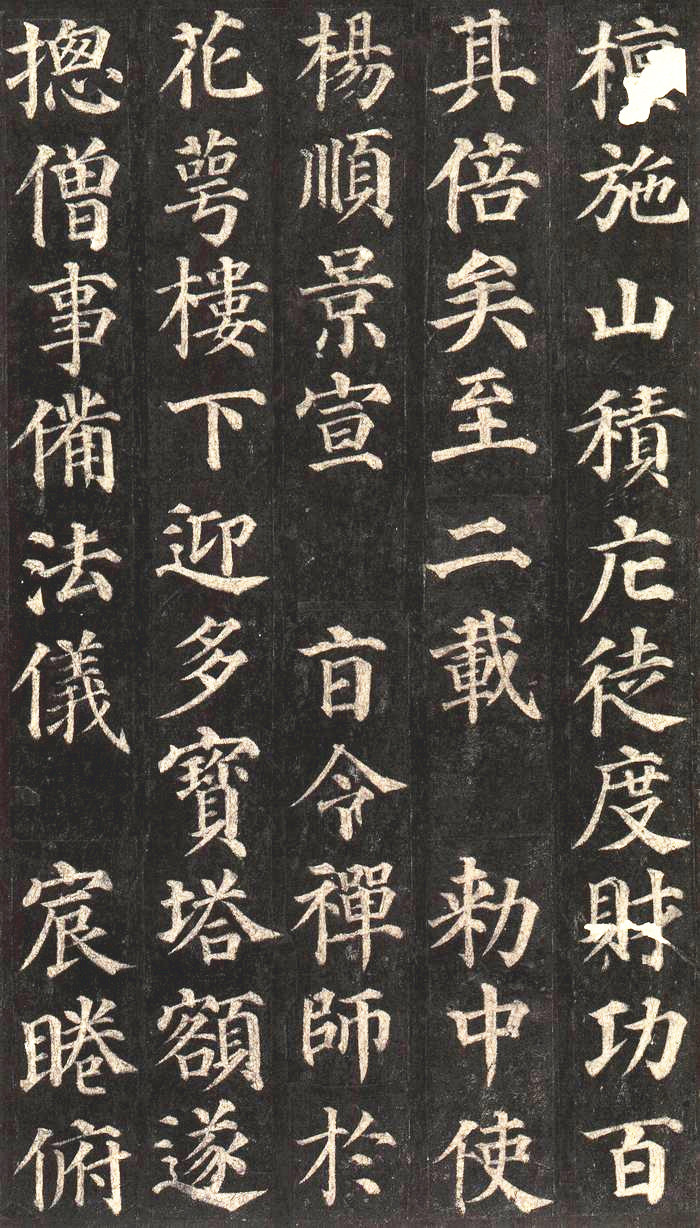 檀施山積庀徒度財功百
其倍矣至二載 勑中使
楊順景宣 旨令禪師於
花萼樓下迎多寶塔額遂
揔僧事備法儀 宸睠俯